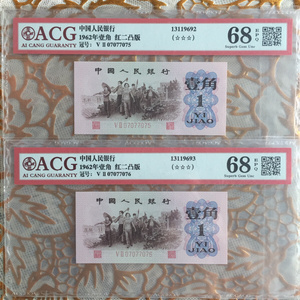 ACG
AI CANG GUARANTY
中国人民银行
1962年壹角 红二凸版
冠号: V II 07077075
13119692
(☆☆☆)
68 EPQ
Superb Gem Unc
中国人民银行
壹角
1
YI JIAO
V II 07077075
ACG
AI CANG GUARANTY
中国人民银行
1962年壹角 红二凸版
冠号: V II 07077076
13119693
(☆☆☆)
68 EPQ
Superb Gem Unc
中国人民银行
壹角
1
YI JIAO
V II 07077076